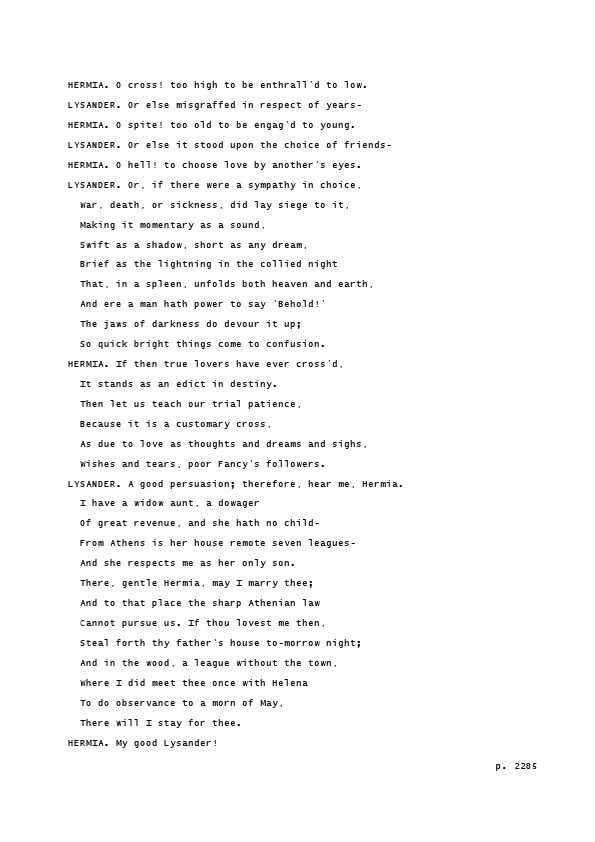 HERMIA. O cross! too high to be enthrall'd to low.
LYSANDER. Or else misgraffed in respect of years-
HERMIA. O spite! too old to be engag'd to young.
LYSANDER. Or else it stood upon the choice of friends-
HERMIA. O hell! to choose love by another's eyes.
LYSANDER. Or, if there were a sympathy in choice,
War, death, or sickness, did lay siege to it,
Making it momentary as a sound,
Swift as a shadow, short as any dream,
Brief as the lightning in the collied night
That, in a spleen, unfolds both heaven and earth,
And ere a man hath power to say 'Behold!'
The jaws of darkness do devour it up;
So quick bright things come to confusion.
HERMIA. If then true lovers have ever cross'd,
It stands as an edict in destiny.
Then let us teach our trial patience,
Because it is a customary cross,
As due to love as thoughts and dreams and sighs,
Wishes and tears, poor Fancy's followers.
LYSANDER. A good persuasion; therefore, hear me, Hermia.
I have a widow aunt, a dowager
Of great revenue, and she hath no child-
From Athens is her house remote seven leagues-
And she respects me as her only son.
There, gentle Hermia, may I marry thee;
And to that place the sharp Athenian law
Cannot pursue us. If thou lovest me then,
Steal forth thy father's house to-morrow night;
And in the wood, a league without the town,
Where I did meet thee once with Helena
To do observance to a morn of May,
There will I stay for thee.
HERMIA. My good Lysander!
p. 2285